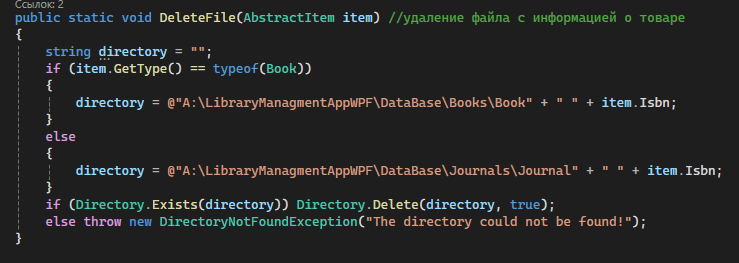 Ссылок: 2
public static void DeleteFile(AbstractItem item) //удаление файла с информацией о товаре
{
string directory = "";
if (item.GetType() == typeof(Book))
{
directory = @"A:\LibraryManagmentAppWPF\DataBase\Books\Book" + " " + item.Isbn;
}
else
{
directory = @"A:\LibraryManagmentAppWPF\DataBase\Journals\Journal" + " " + item.Isbn;
}
if (Directory.Exists(directory)) Directory.Delete(directory, true);
else throw new DirectoryNotFoundException("The directory could not be found!");
}